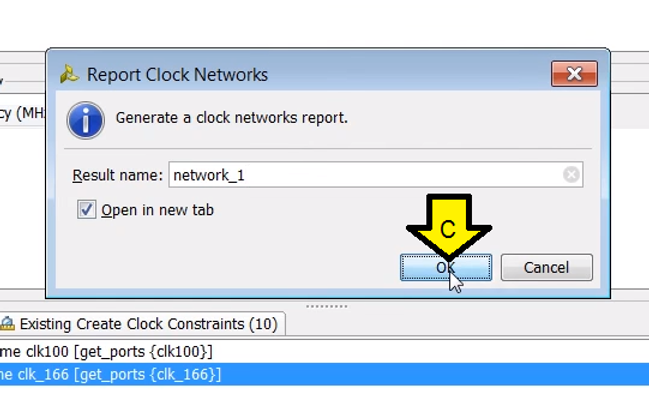 Report Clock Networks
cy (MHz
Generate a clock networks report.
Result name: network_1
Open in new tab
C
OK Cancel
Existing Create Clock Constraints (10)
me clk100 [get_ports {clk100}]
me clk_166 [get_ports {clk_166}]